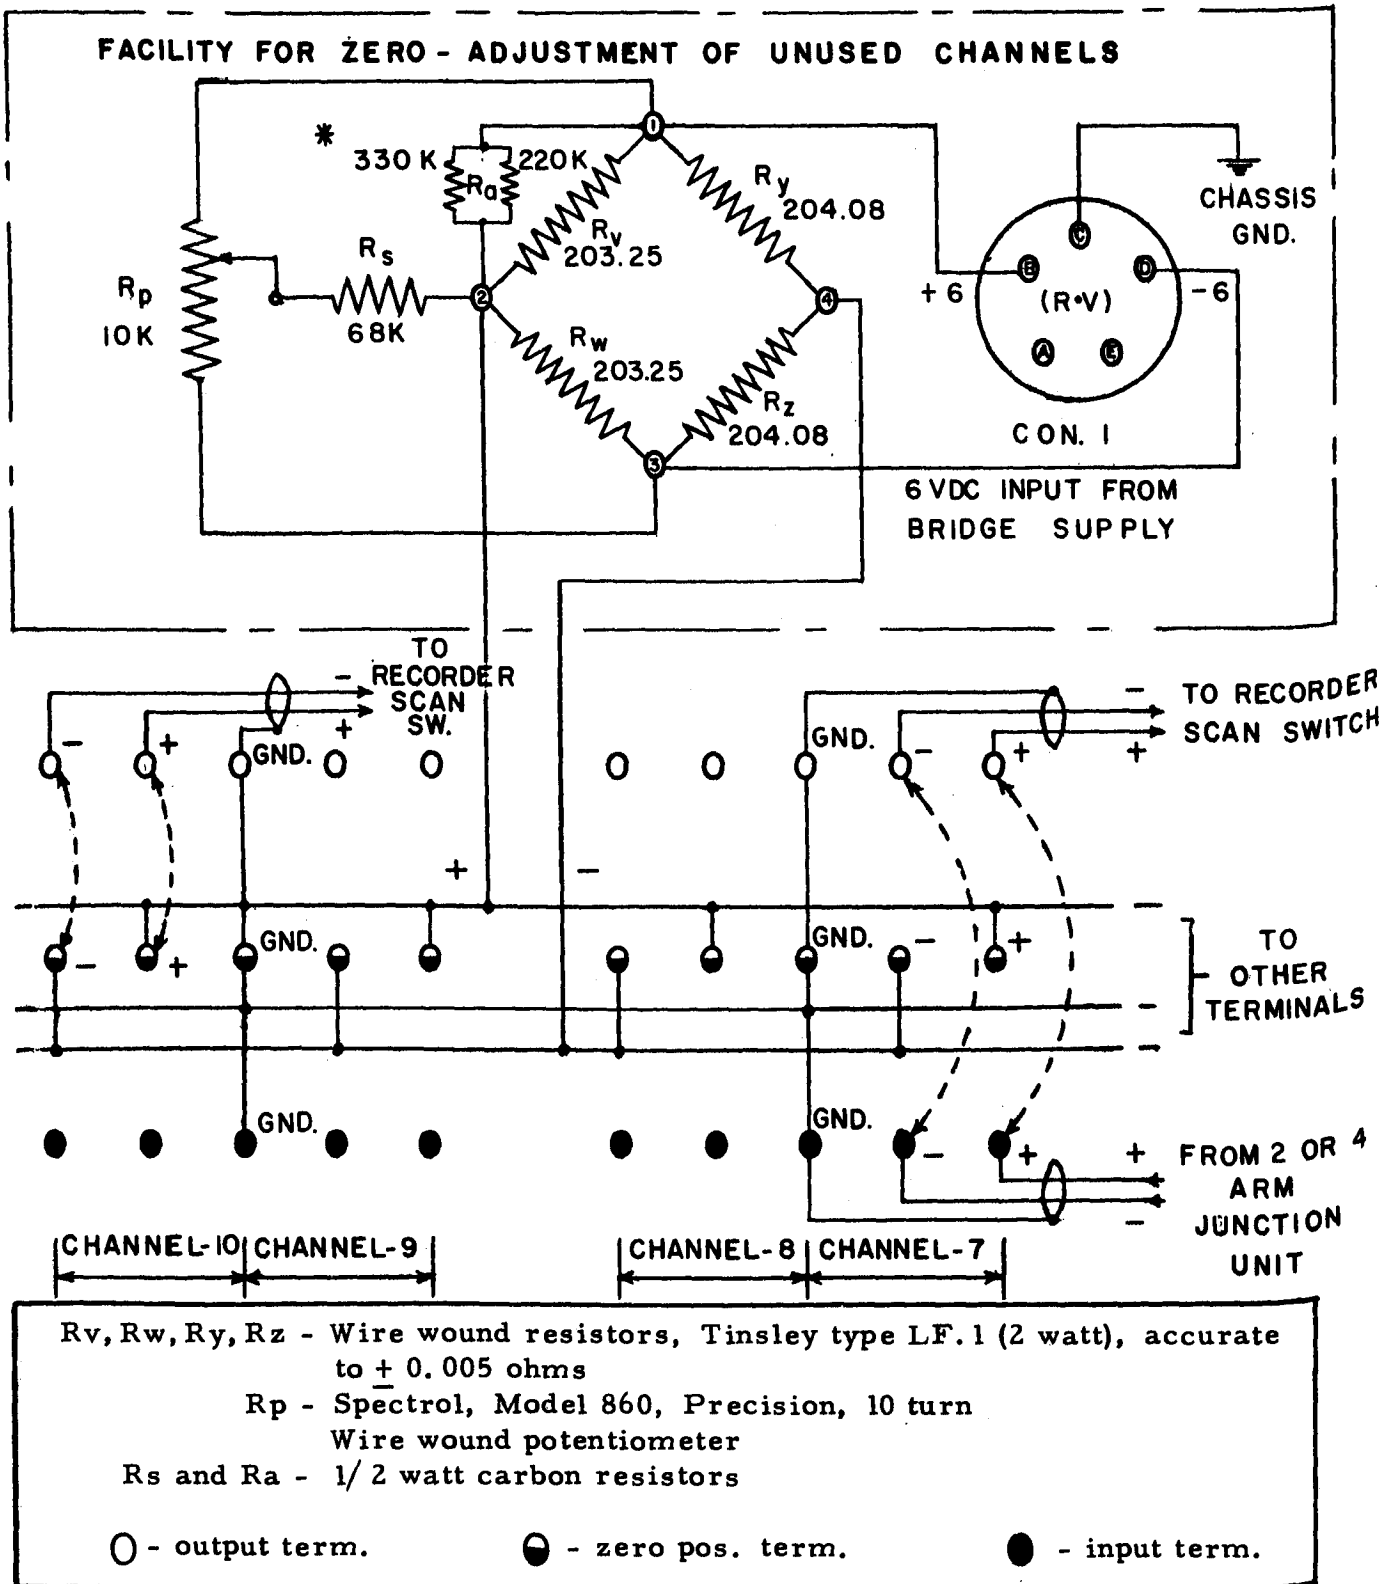 FACILITY FOR ZERO - ADJUSTMENT OF UNUSED CHANNELS
*
330 K
220K
Ra
Ry
204.08
Rv
203.25
Rs
68K
Rp
10K
Rw
203.25
Rz
204.08
1
2
3
4
+6
-6
B
C
D
(R·V)
A
E
CHASSIS
GND.
CON. 1
6 VDC INPUT FROM
BRIDGE SUPPLY
TO
RECORDER
SCAN
SW.
-
+
- TO RECORDER
+ SCAN SWITCH
- + GND.
GND. - +
+ -
- + GND.
GND. - +
TO
OTHER
TERMINALS
GND.
GND. - +
+
-
FROM 2 OR 4
ARM
JUNCTION
UNIT
CHANNEL-10 CHANNEL-9
CHANNEL-8 CHANNEL-7
Rv, Rw, Ry, Rz - Wire wound resistors, Tinsley type LF. 1 (2 watt), accurate
to ± 0.005 ohms
Rp - Spectrol, Model 860, Precision, 10 turn
Wire wound potentiometer
Rs and Ra - 1/2 watt carbon resistors
- output term. - zero pos. term. - input term.